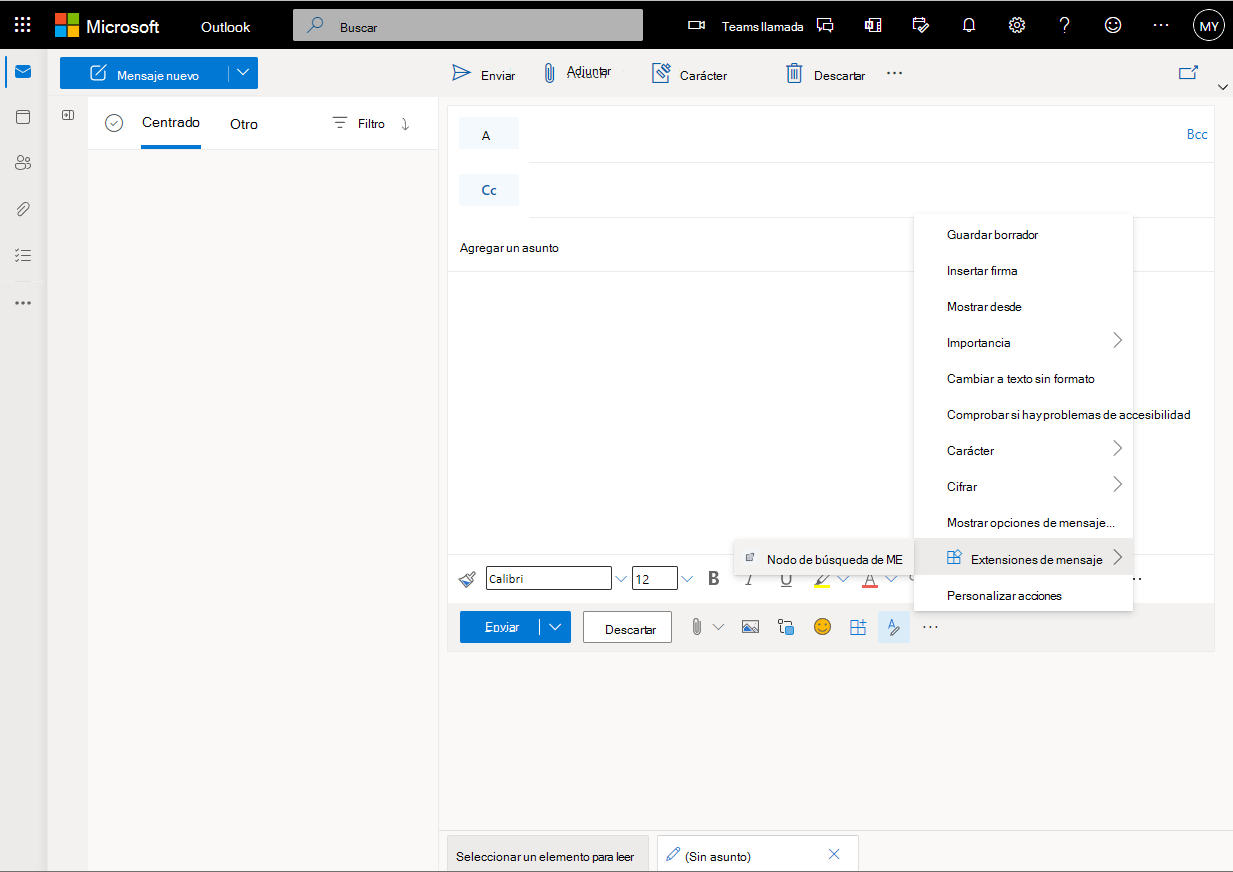 Microsoft
Outlook
Buscar
Teams llamada
MY
Mensaje nuevo
Enviar
Adjuntar
Carácter
Descartar
Centrado
Otro
Filtro
A
Bcc
Cc
Agregar un asunto
Guardar borrador
Insertar firma
Mostrar desde
Importancia
Cambiar a texto sin formato
Comprobar si hay problemas de accesibilidad
Carácter
Cifrar
Mostrar opciones de mensaje...
Nodo de búsqueda de ME
Extensiones de mensaje
Personalizar acciones
Calibri
12
B
I
U
A
Enviar
Descartar
Seleccionar un elemento para leer
(Sin asunto)